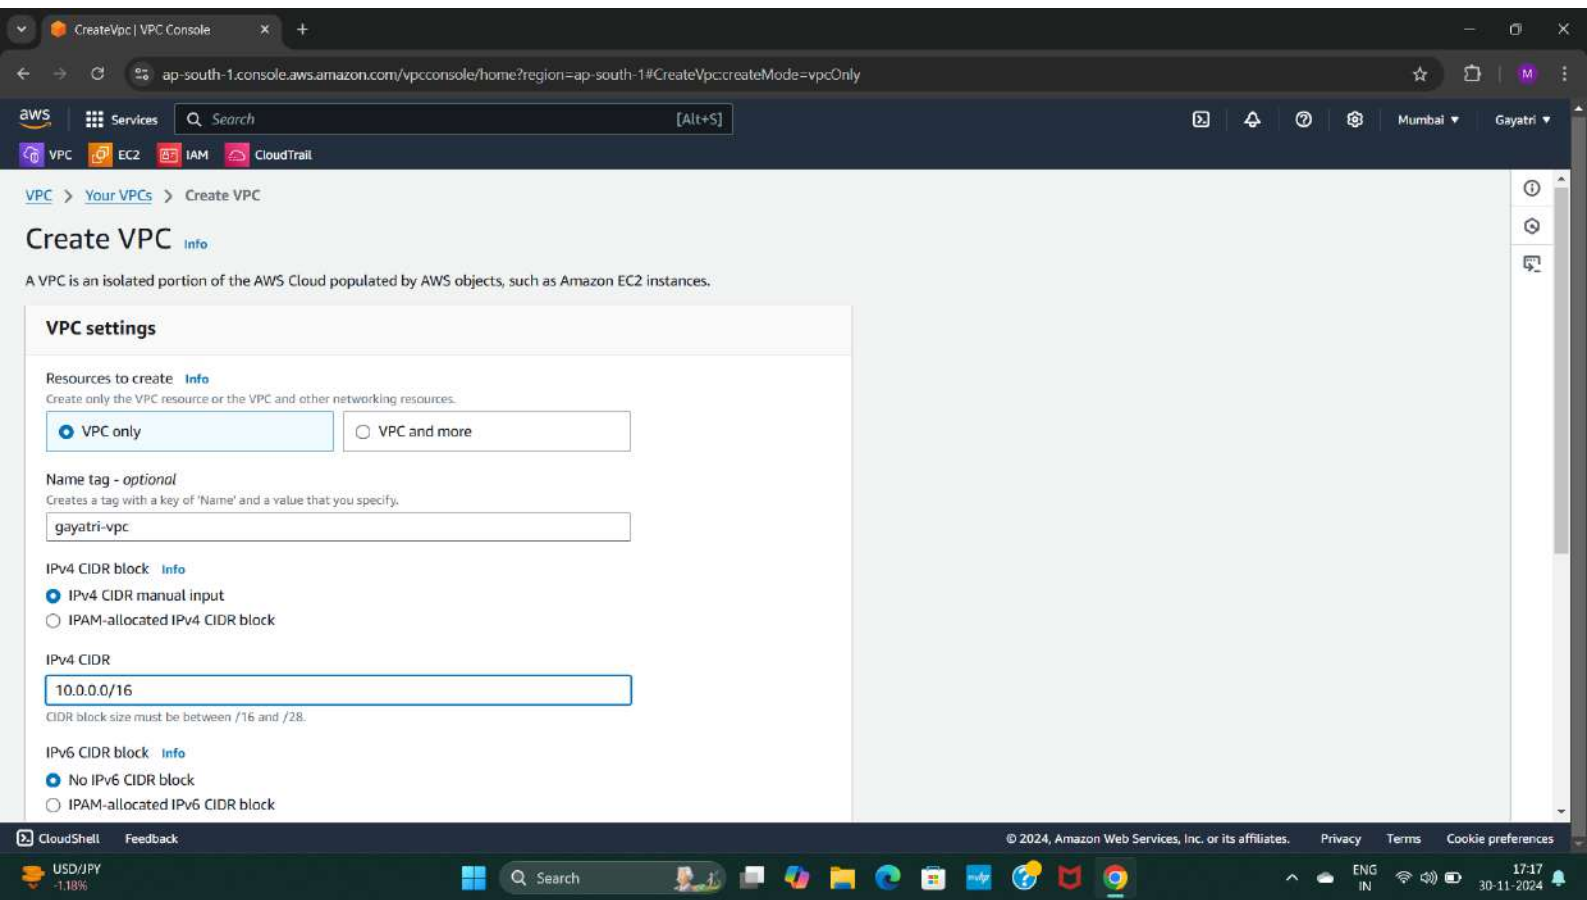 CreateVpc | VPC Console
ap-south-1.console.aws.amazon.com/vpcconsole/home?region=ap-south-1#CreateVpc:createMode=vpcOnly
M
aws
Services
Search
[Alt+S]
Mumbai
Gayatri
VPC
EC2
IAM
CloudTrail
VPC > Your VPCs > Create VPC
Create VPC Info
A VPC is an isolated portion of the AWS Cloud populated by AWS objects, such as Amazon EC2 instances.
VPC settings
Resources to create Info
Create only the VPC resource or the VPC and other networking resources.
VPC only
VPC and more
Name tag - optional
Creates a tag with a key of 'Name' and a value that you specify.
gayatri-vpc
IPv4 CIDR block Info
IPv4 CIDR manual input
IPAM-allocated IPv4 CIDR block
IPv4 CIDR
10.0.0.0/16
CIDR block size must be between /16 and /28.
IPv6 CIDR block Info
No IPv6 CIDR block
IPAM-allocated IPv6 CIDR block
CloudShell
Feedback
© 2024, Amazon Web Services, Inc. or its affiliates.
Privacy
Terms
Cookie preferences
USD/JPY
-1.18%
Search
ENG
IN
17:17
30-11-2024